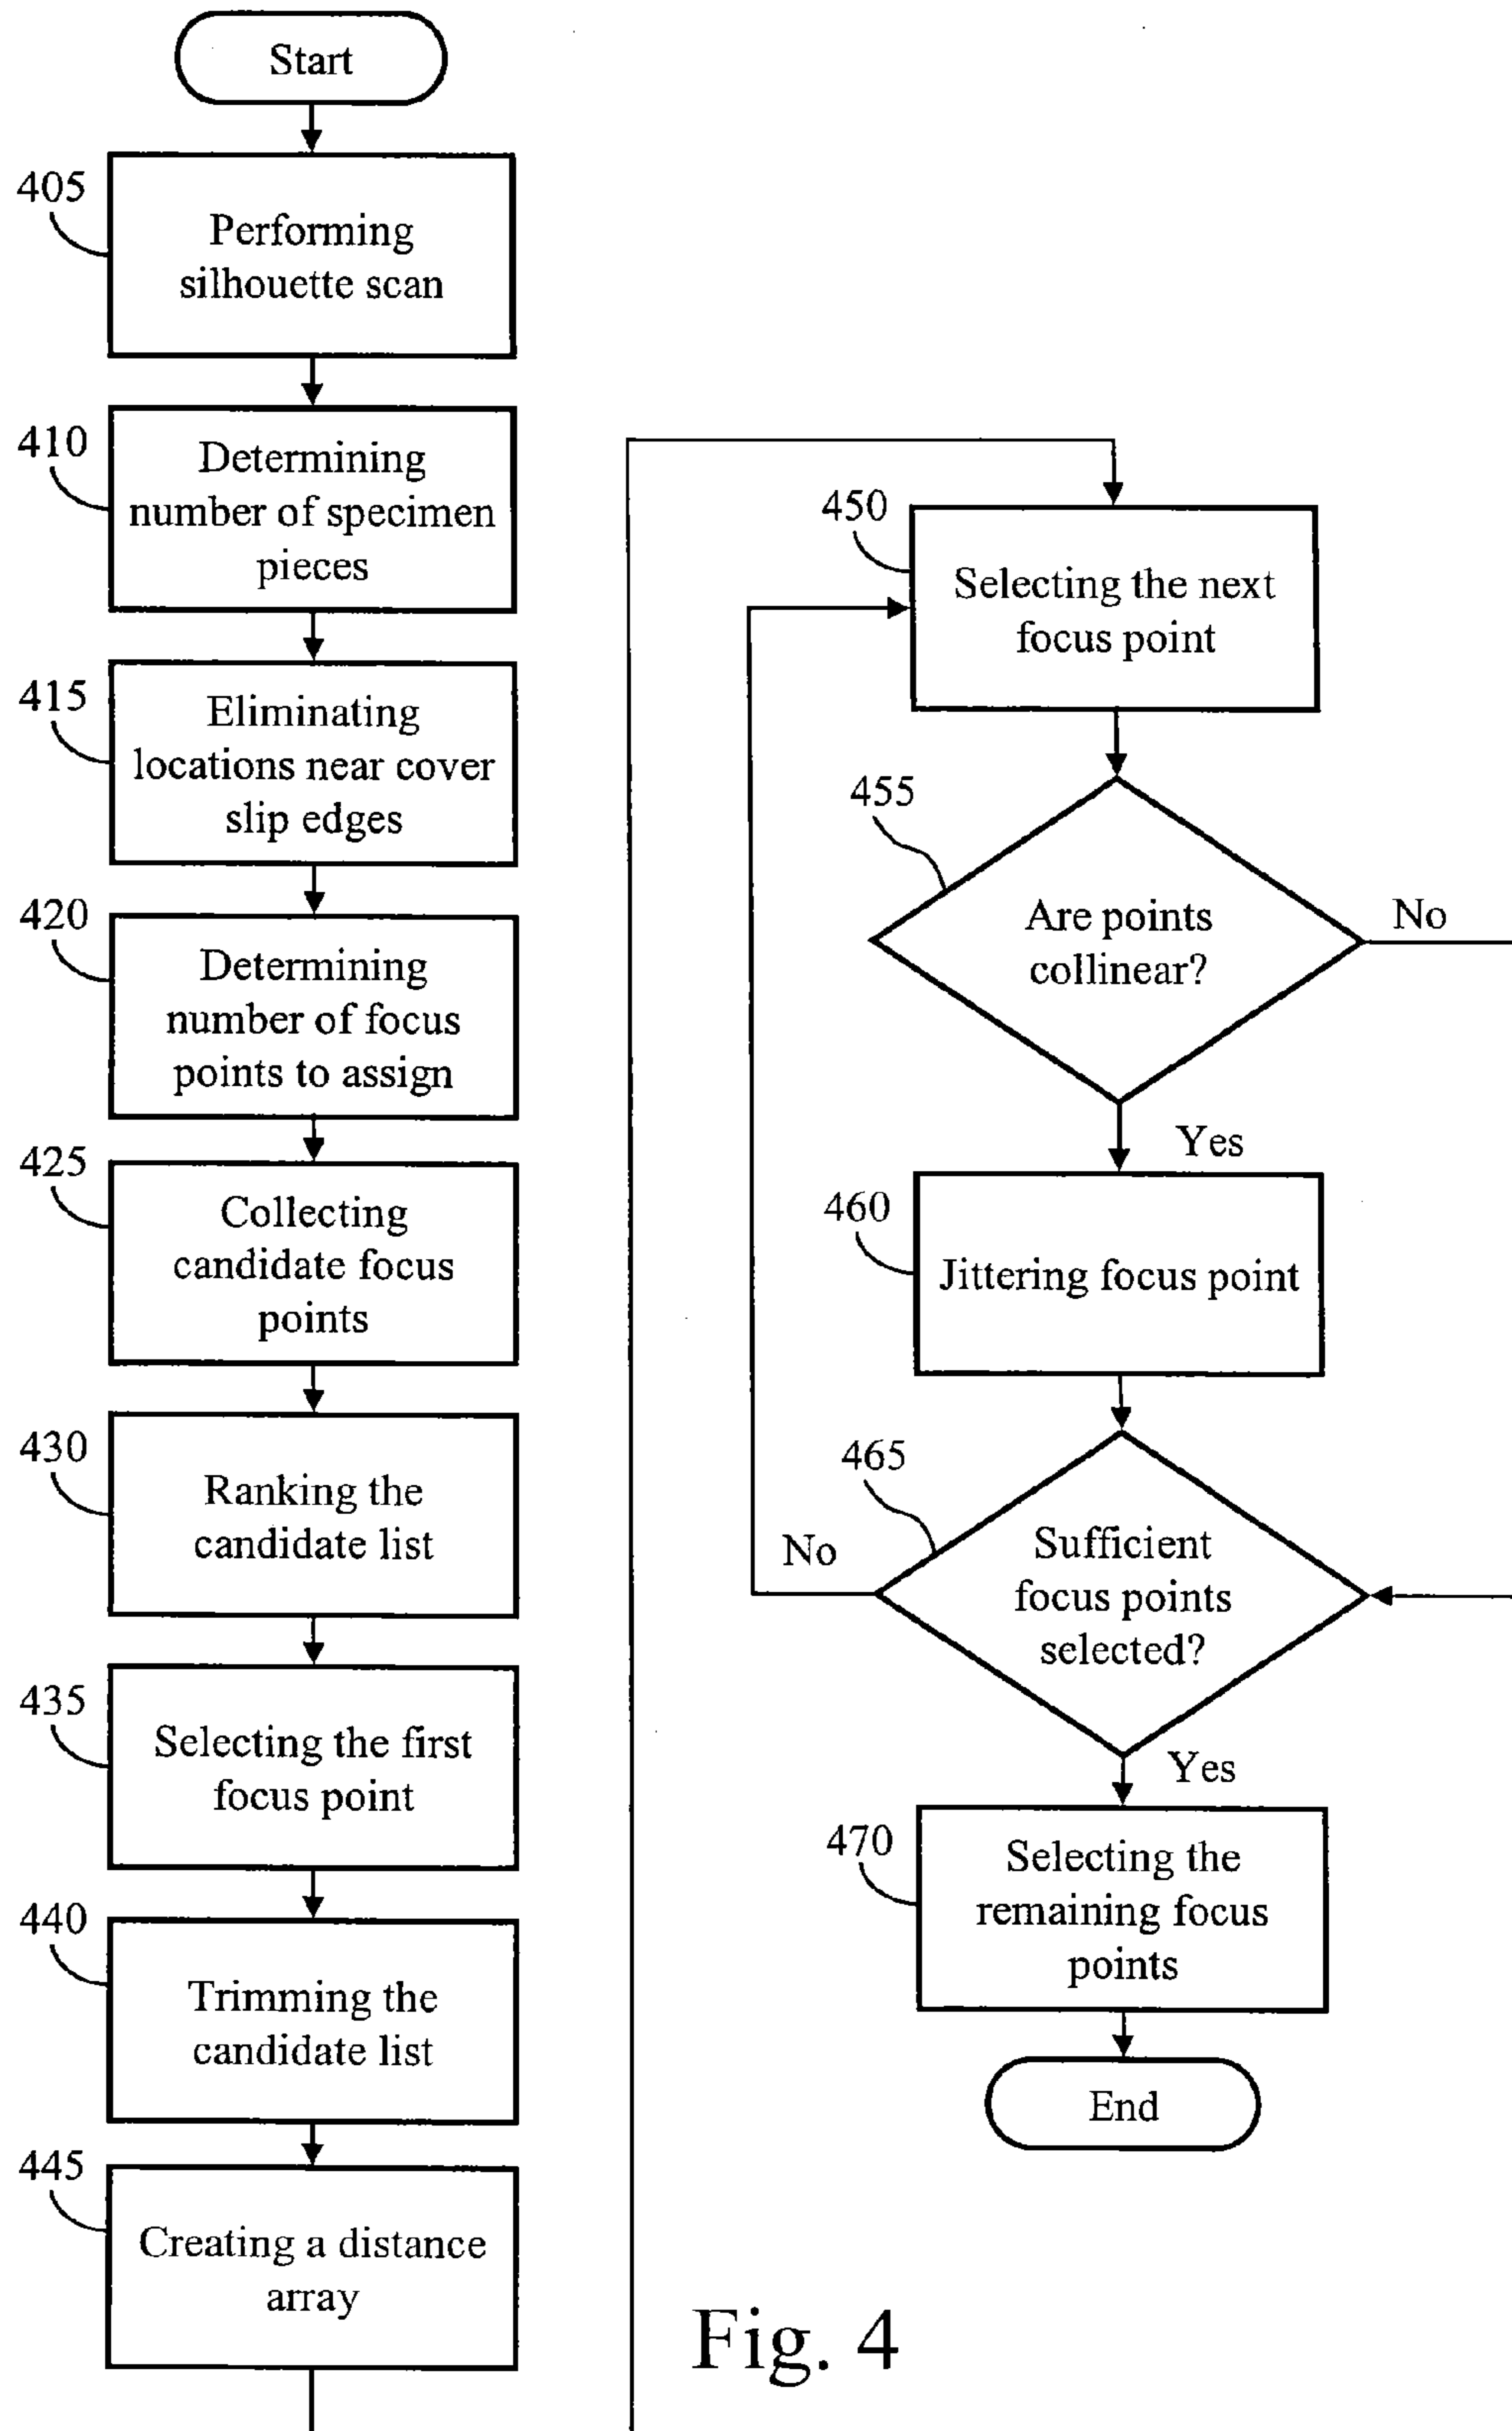 Start
405
Performing
silhouette scan
410
Determining
number of specimen
pieces
415
Eliminating
locations near cover
slip edges
420
Determining
number of focus
points to assign
425
Collecting
candidate focus
points
430
Ranking the
candidate list
435
Selecting the first
focus point
440
Trimming the
candidate list
445
Creating a distance
array
450
Selecting the next
focus point
455
Are points
collinear?
No
Yes
460
Jittering focus point
465
Sufficient
focus points
selected?
No
Yes
470
Selecting the
remaining focus
points
End
Fig. 4